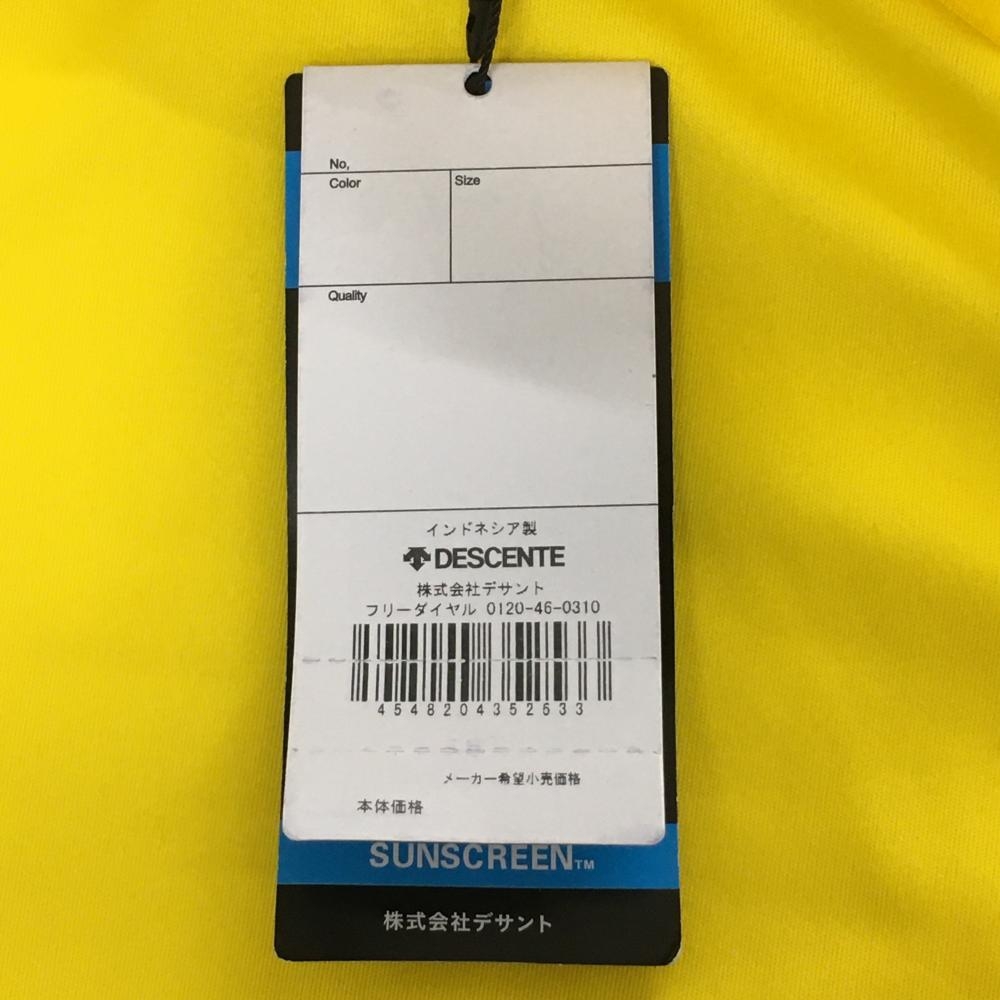 No,
Color Size
Quality
インドネシア製
DESCENTE
株式会社デサント
フリーダイヤル 0120-46-0310
4548204352633
メーカー希望小売価格
本体価格
SUNSCREEN™
株式会社デサント